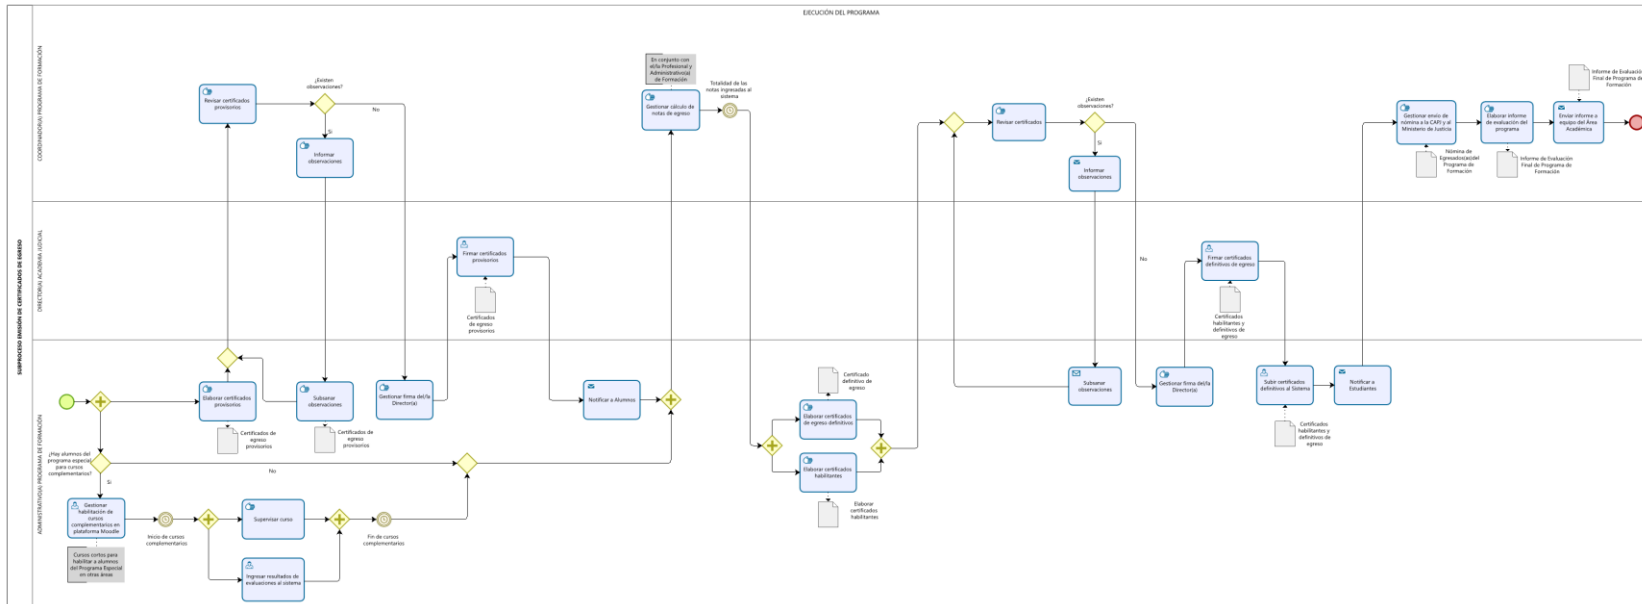 EJECUCIÓN DEL PROGRAMA
SUBPROCESO EMISIÓN DE CERTIFICADOS DE EGRESO
COORDINADOR(A) PROGRAMA DE FORMACIÓN
Revisar certificados
provisorios
¿Existen
observaciones?
No
Si
Informar
observaciones
En conjunto con
el/la Profesional y
Administrativo(a)
de Formación
Gestionar cálculo de
notas de egreso
Totalidad de las
notas ingresadas al
sistema
Revisar certificados
¿Existen
observaciones?
Si
Informar
observaciones
No
Gestionar envío de
nómina a la CAPJ y al
Ministerio de Justicia
Nómina de
Egresados(as)del
Programa de
Formación
Elaborar informe
de evaluación del
programa
Informe de Evaluación
Final de Programa de
Formación
Enviar informe a
equipo del Área
Académica
Informe de Evaluación
Final de Programa de
Formación
DIRECTOR(A) ACADEMIA JUDICIAL
Firmar certificados
provisorios
Certificados
de egreso
provisorios
Firmar certificados
definitivos de egreso
Certificados
habilitantes y
definitivos de
egreso
ADMINISTRATIVO(A) PROGRAMA DE FORMACIÓN
Elaborar certificados
provisorios
Certificados de
egreso
provisorios
Subsanar
observaciones
Certificados de
egreso
provisorios
Gestionar firma del/la
Director(a)
Notificar a Alumnos
¿Hay alumnos del
programa especial
para cursos
complementarios?
No
Si
Gestionar
habilitación de
cursos
complementarios en
plataforma Moodle
Cursos cortos para
habilitar a alumnos
del Programa Especial
en otras áreas
Inicio de cursos
complementarios
Supervisar curso
Ingresar resultados de
evaluaciones al sistema
Fin de cursos
complementarios
Certificado
definitivo de
egreso
Elaborar certificados
de egreso definitivos
Elaborar certificados
habilitantes
Elaborar
certificados
habilitantes
Subsanar
observaciones
Gestionar firma del/la
Director(a)
Subir certificados
definitivos al Sistema
Certificados
habilitantes y
definitivos de
egreso
Notificar a
Estudiantes